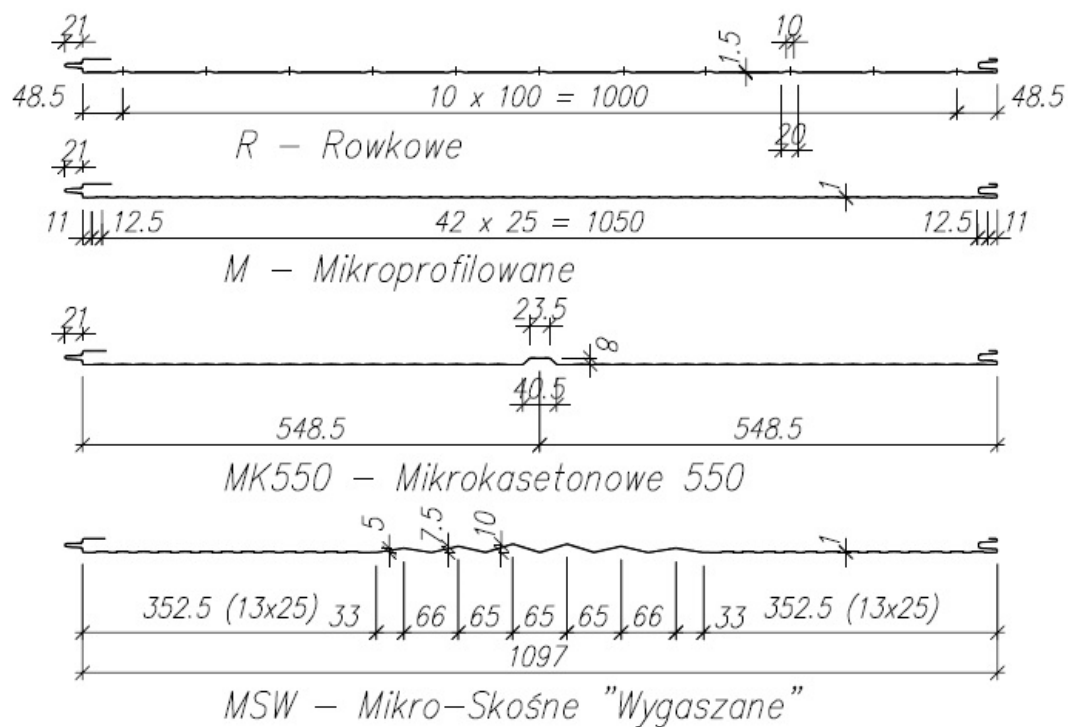 21 1.5 10
48.5 10 x 100 = 1000 20 48.5
R – Rowkowe
21 1
11 12.5 42 x 25 = 1050 12.5 11
M – Mikroprofilowane
21 23.5 8
40.5
548.5 548.5
MK550 – Mikrokasetonowe 550
5 7.5 10 1
352.5 (13x25) 33 66 65 65 65 66 33 352.5 (13x25)
1097
MSW – Mikro-Skośne "Wygaszane"